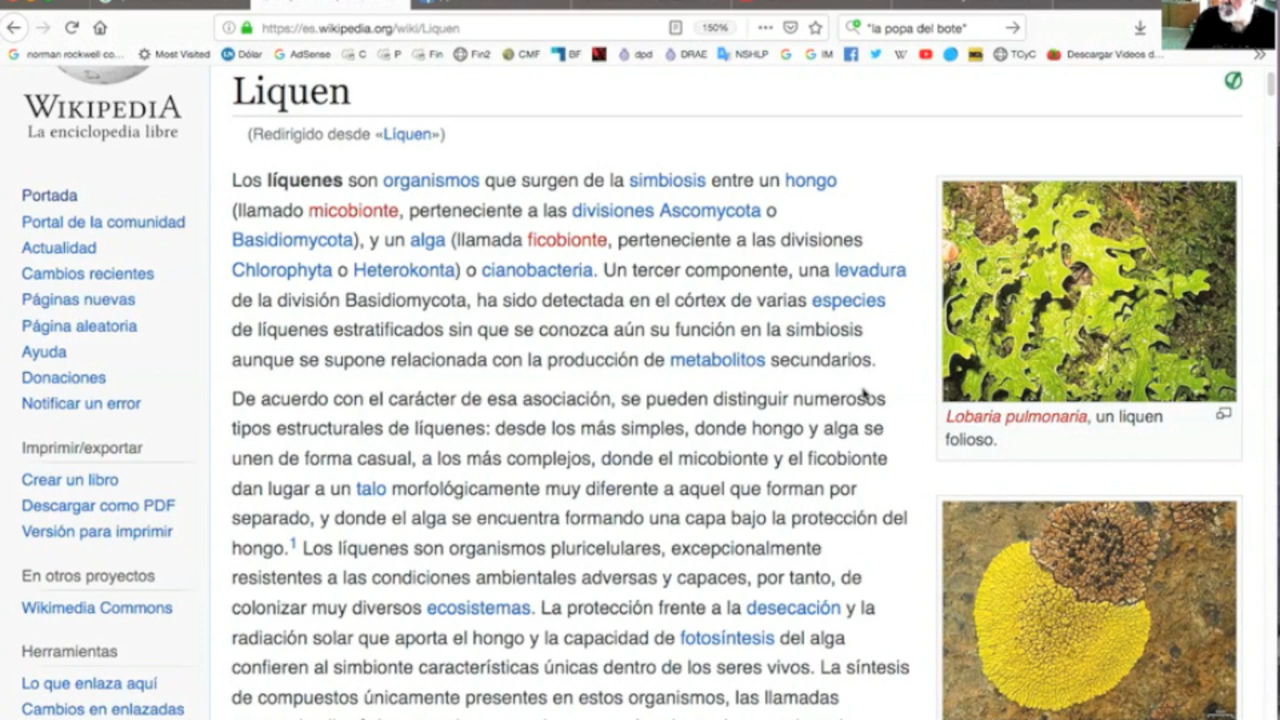 https://es.wikipedia.org/wiki/Liquen
150%
"la popa del bote"
norman rockwell co... Most Visited Dólar AdSense C P Fin Fin2 CMF BF dpd DRAE NSHLP G IM TCyC Descargar Videos d...
WIKIPEDIA
La enciclopedia libre
Portada
Portal de la comunidad
Actualidad
Cambios recientes
Páginas nuevas
Página aleatoria
Ayuda
Donaciones
Notificar un error
Imprimir/exportar
Crear un libro
Descargar como PDF
Versión para imprimir
En otros proyectos
Wikimedia Commons
Herramientas
Lo que enlaza aquí
Cambios en enlazadas
Liquen
(Redirigido desde «Líquen»)
Los líquenes son organismos que surgen de la simbiosis entre un hongo
(llamado micobionte, perteneciente a las divisiones Ascomycota o
Basidiomycota), y un alga (llamada ficobionte, perteneciente a las divisiones
Chlorophyta o Heterokonta) o cianobacteria. Un tercer componente, una levadura
de la división Basidiomycota, ha sido detectada en el córtex de varias especies
de líquenes estratificados sin que se conozca aún su función en la simbiosis
aunque se supone relacionada con la producción de metabolitos secundarios.
De acuerdo con el carácter de esa asociación, se pueden distinguir numerosos
tipos estructurales de líquenes: desde los más simples, donde hongo y alga se
unen de forma casual, a los más complejos, donde el micobionte y el ficobionte
dan lugar a un talo morfológicamente muy diferente a aquel que forman por
separado, y donde el alga se encuentra formando una capa bajo la protección del
hongo.1 Los líquenes son organismos pluricelulares, excepcionalmente
resistentes a las condiciones ambientales adversas y capaces, por tanto, de
colonizar muy diversos ecosistemas. La protección frente a la desecación y la
radiación solar que aporta el hongo y la capacidad de fotosíntesis del alga
confieren al simbionte características únicas dentro de los seres vivos. La síntesis
de compuestos únicamente presentes en estos organismos, las llamadas
Lobaria pulmonaria, un liquen
folioso.